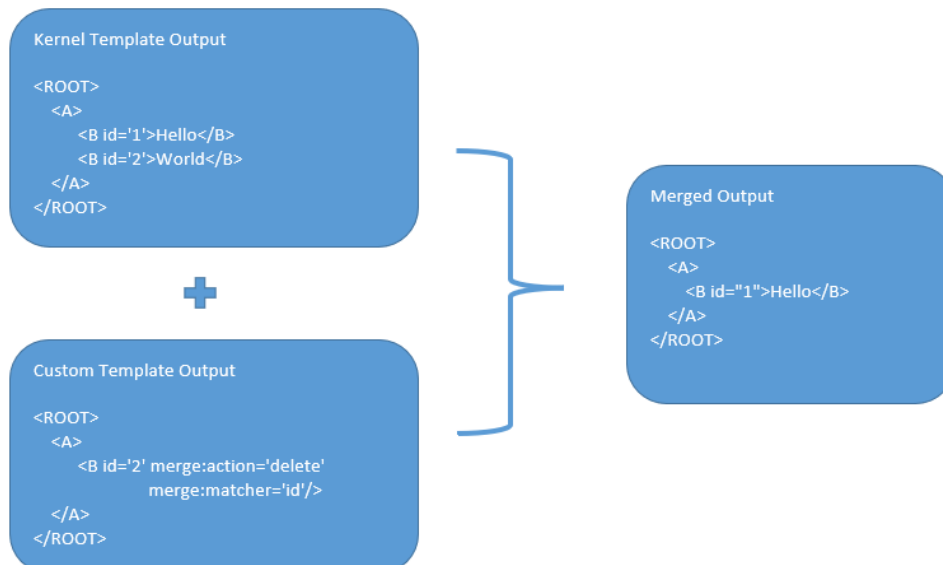 Kernel Template Output
<ROOT>
<A>
<B id='1'>Hello</B>
<B id='2'>World</B>
</A>
</ROOT>
Custom Template Output
<ROOT>
<A>
<B id='2' merge:action='delete'
merge:matcher='id'/>
</A>
</ROOT>
Merged Output
<ROOT>
<A>
<B id="1">Hello</B>
</A>
</ROOT>